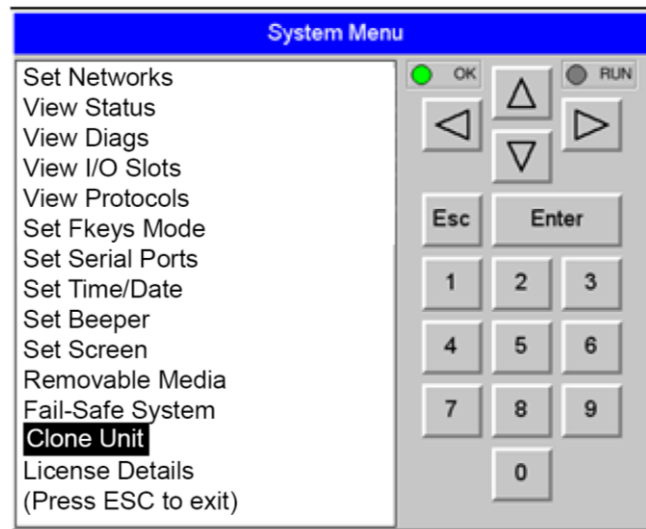 System Menu
Set Networks
View Status
View Diags
View I/O Slots
View Protocols
Set Fkeys Mode
Set Serial Ports
Set Time/Date
Set Beeper
Set Screen
Removable Media
Fail-Safe System
Clone Unit
License Details
(Press ESC to exit)
OK RUN
Esc Enter
1 2 3
4 5 6
7 8 9
0